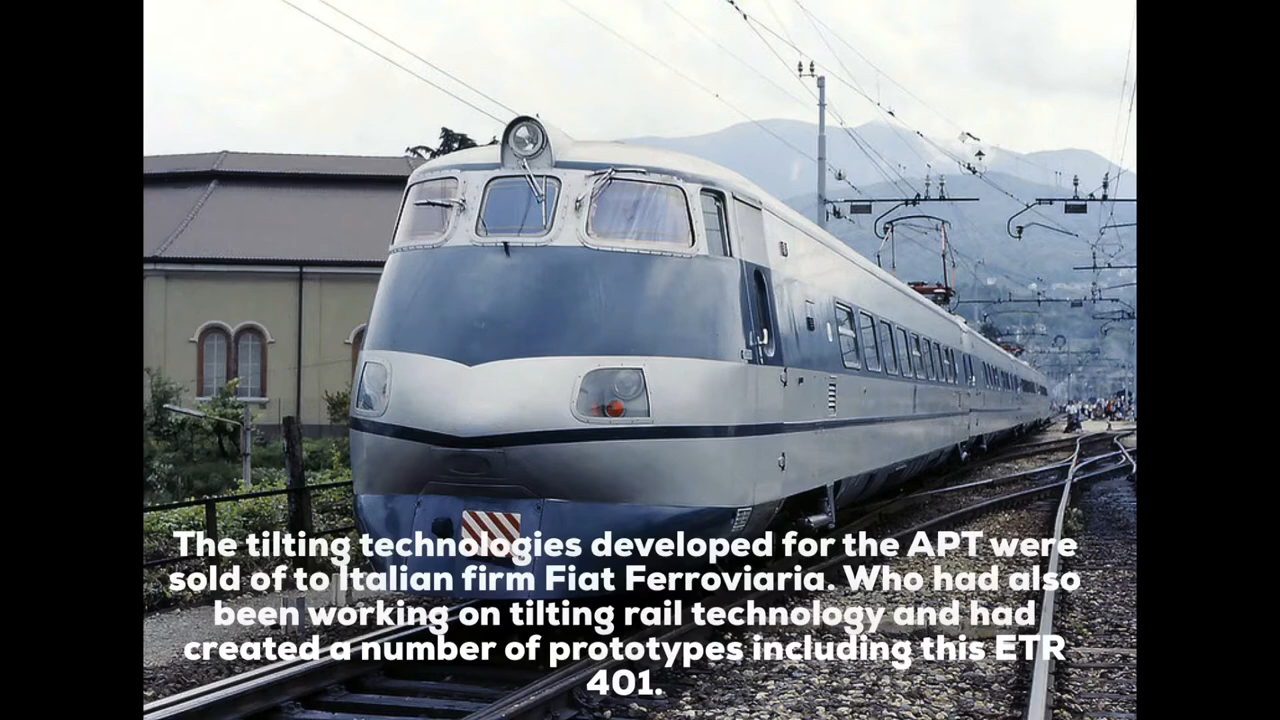 The tilting technologies developed for the APT were
sold of to Italian firm Fiat Ferroviaria. Who had also
been working on tilting rail technology and had
created a number of prototypes including this ETR
401.